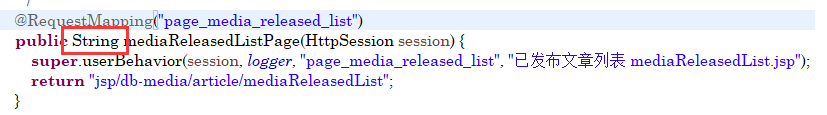 @RequestMapping("page_media_released_list")
public String mediaReleasedListPage(HttpSession session) {
super.userBehavior(session, logger, "page_media_released_list", "已发布文章列表 mediaReleasedList.jsp");
return "jsp/db-media/article/mediaReleasedList";
}